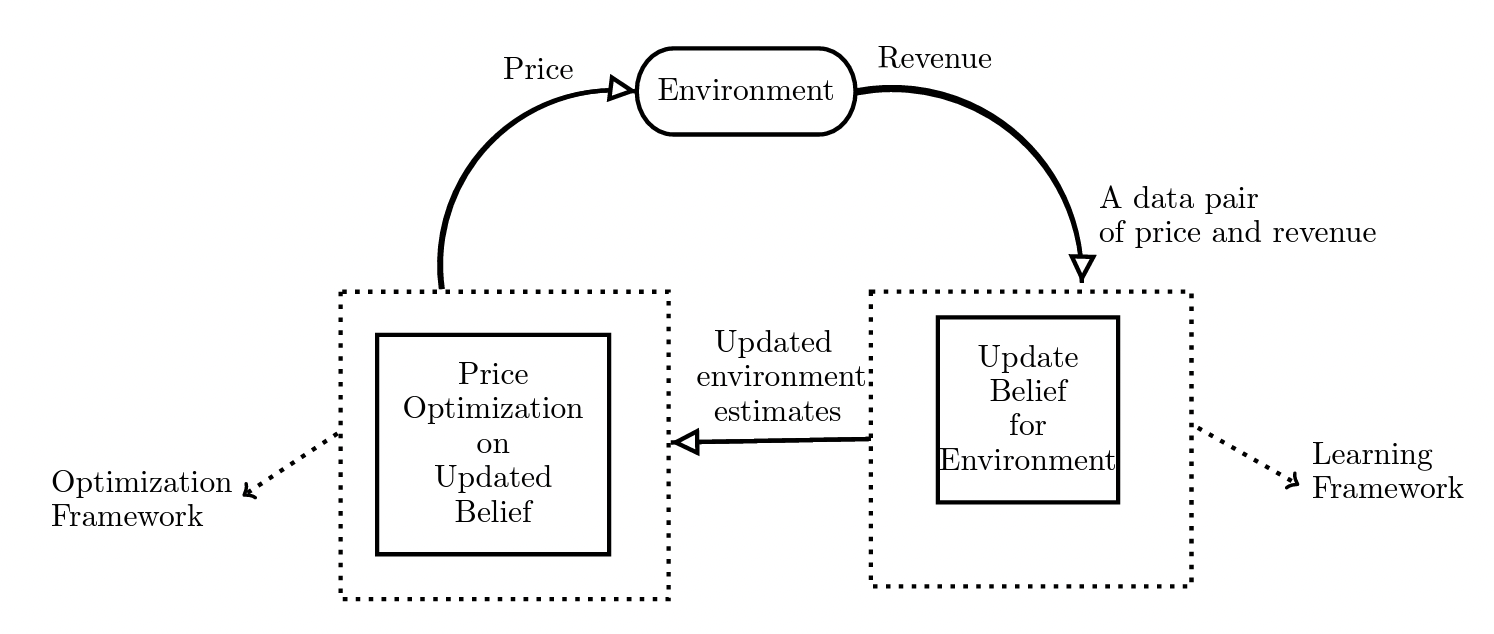 Price
Environment
Revenue
A data pair
of price and revenue
Price
Optimization
on
Updated
Belief
Updated
environment
estimates
Update
Belief
for
Environment
Optimization
Framework
Learning
Framework